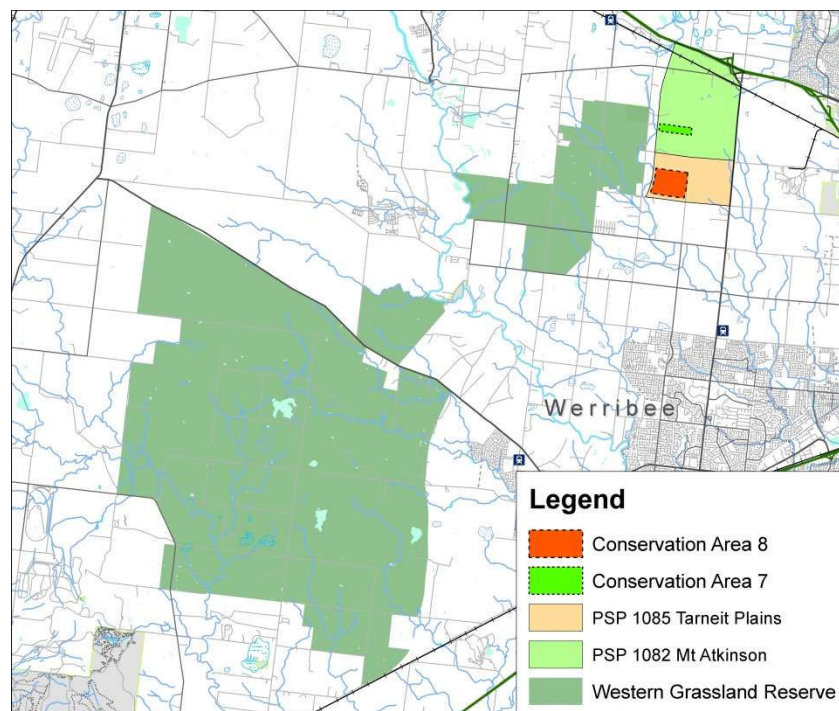 Werribee
Legend
Conservation Area 8
Conservation Area 7
PSP 1085 Tarneit Plains
PSP 1082 Mt Atkinson
Western Grassland Reserve